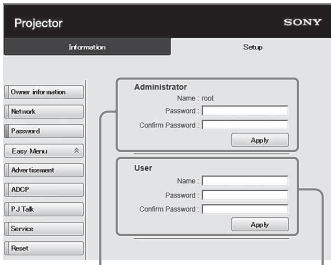 Projector
SONY
Information
Setup
Owner information
Network
Password
Easy Menu
Advertisement
ADCP
PJ Talk
Service
Reset
Administrator
Name : root
Password :
Confirm Password :
Apply
User
Name :
Password :
Confirm Password :
Apply